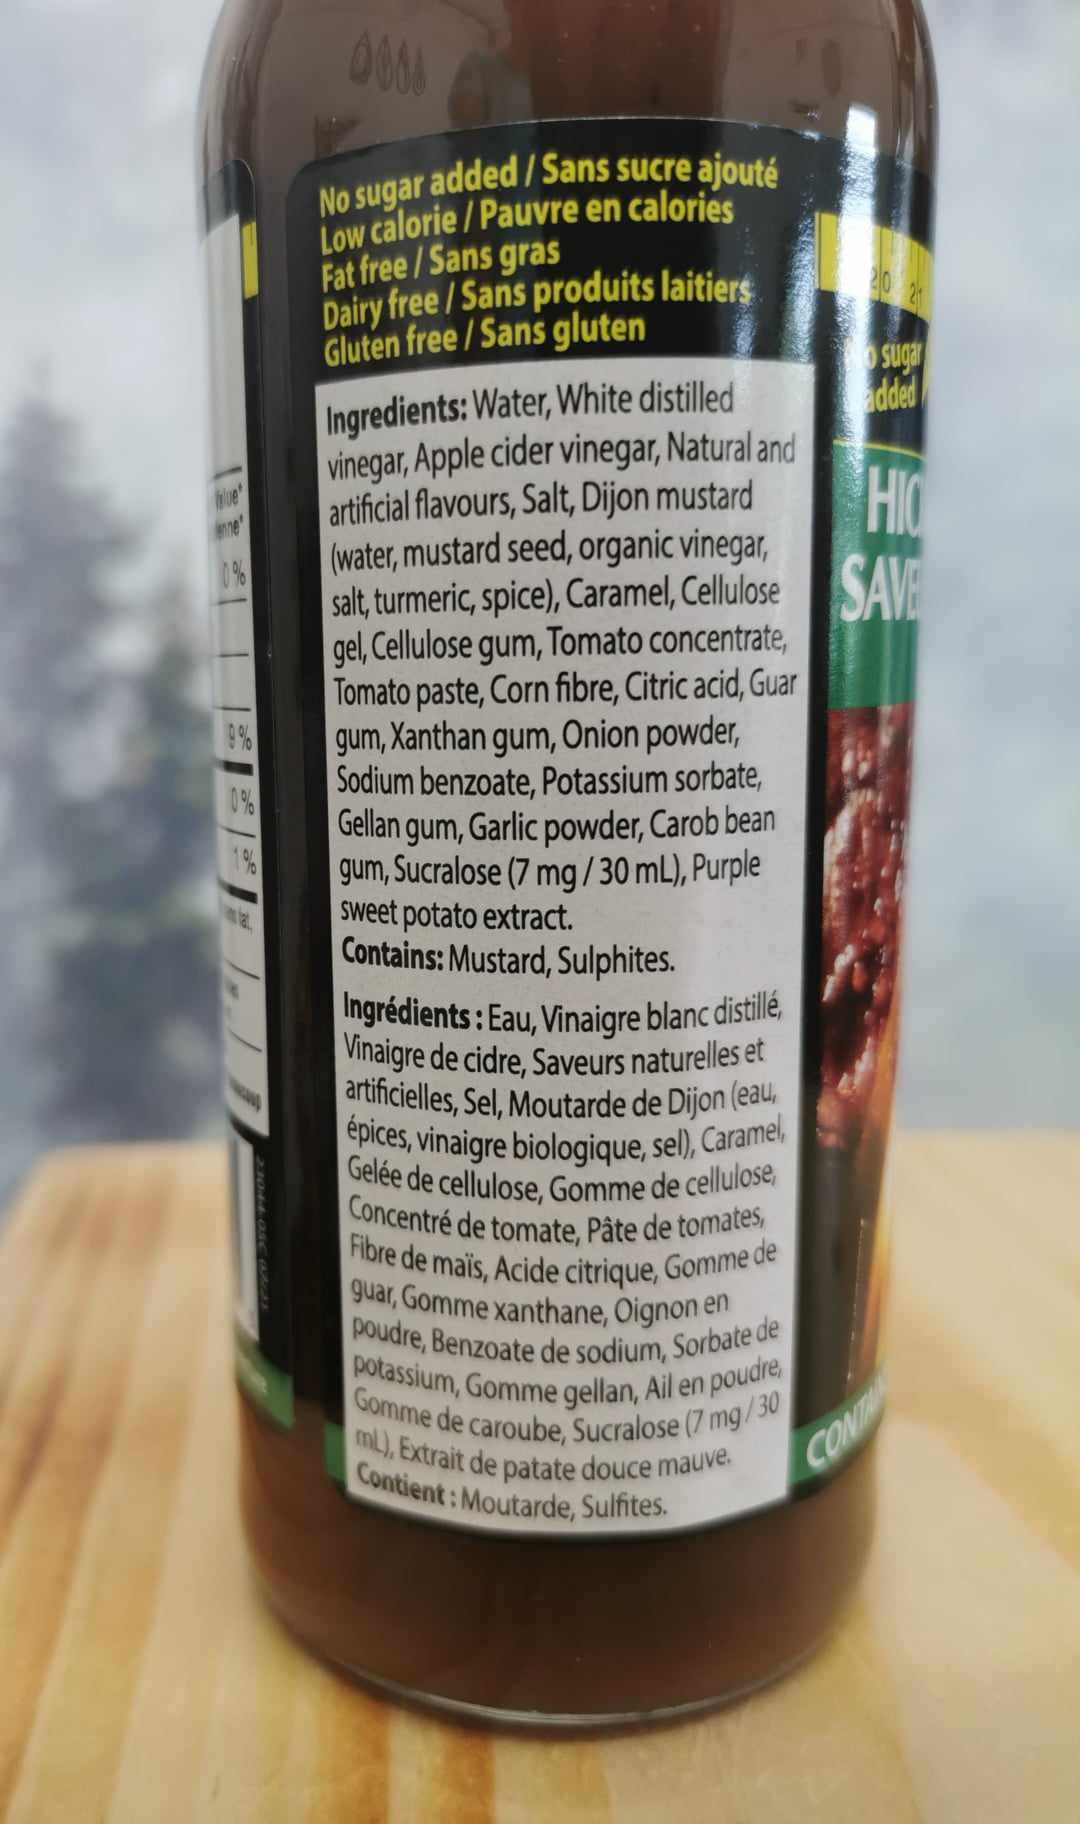 No sugar added / Sans sucre ajouté
Low calorie / Pauvre en calories
Fat free / Sans gras
Dairy free / Sans produits laitiers
Gluten free / Sans gluten
Ingredients: Water, White distilled
vinegar, Apple cider vinegar, Natural and
artificial flavours, Salt, Dijon mustard
(water, mustard seed, organic vinegar,
salt, turmeric, spice), Caramel, Cellulose
gel, Cellulose gum, Tomato concentrate,
Tomato paste, Corn fibre, Citric acid, Guar
gum, Xanthan gum, Onion powder,
Sodium benzoate, Potassium sorbate,
Gellan gum, Garlic powder, Carob bean
gum, Sucralose (7 mg / 30 mL), Purple
sweet potato extract.
Contains: Mustard, Sulphites.
Ingrédients : Eau, Vinaigre blanc distillé,
Vinaigre de cidre, Saveurs naturelles et
artificielles, Sel, Moutarde de Dijon (eau,
épices, vinaigre biologique, sel), Caramel,
Gelée de cellulose, Gomme de cellulose,
Concentré de tomate, Pâte de tomates,
Fibre de maïs, Acide citrique, Gomme de
guar, Gomme xanthane, Oignon en
poudre, Benzoate de sodium, Sorbate de
potassium, Gomme gellan, Ail en poudre,
Gomme de caroube, Sucralose (7 mg / 30
mL), Extrait de patate douce mauve.
Contient : Moutarde, Sulfites.
0 %
9 %
0 %
1 %
20 21
sugar
added
HIC
SAVE
CONT